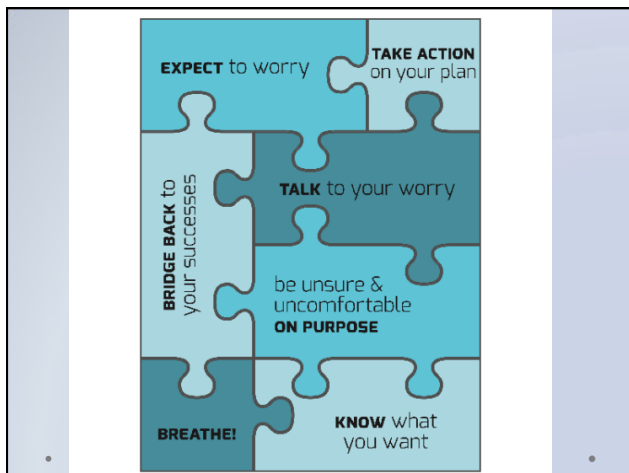 EXPECT to worry
TAKE ACTION
on your plan
TALK to your worry
BRIDGE BACK to
your successes
be unsure &
uncomfortable
ON PURPOSE
BREATHE!
KNOW what
you want